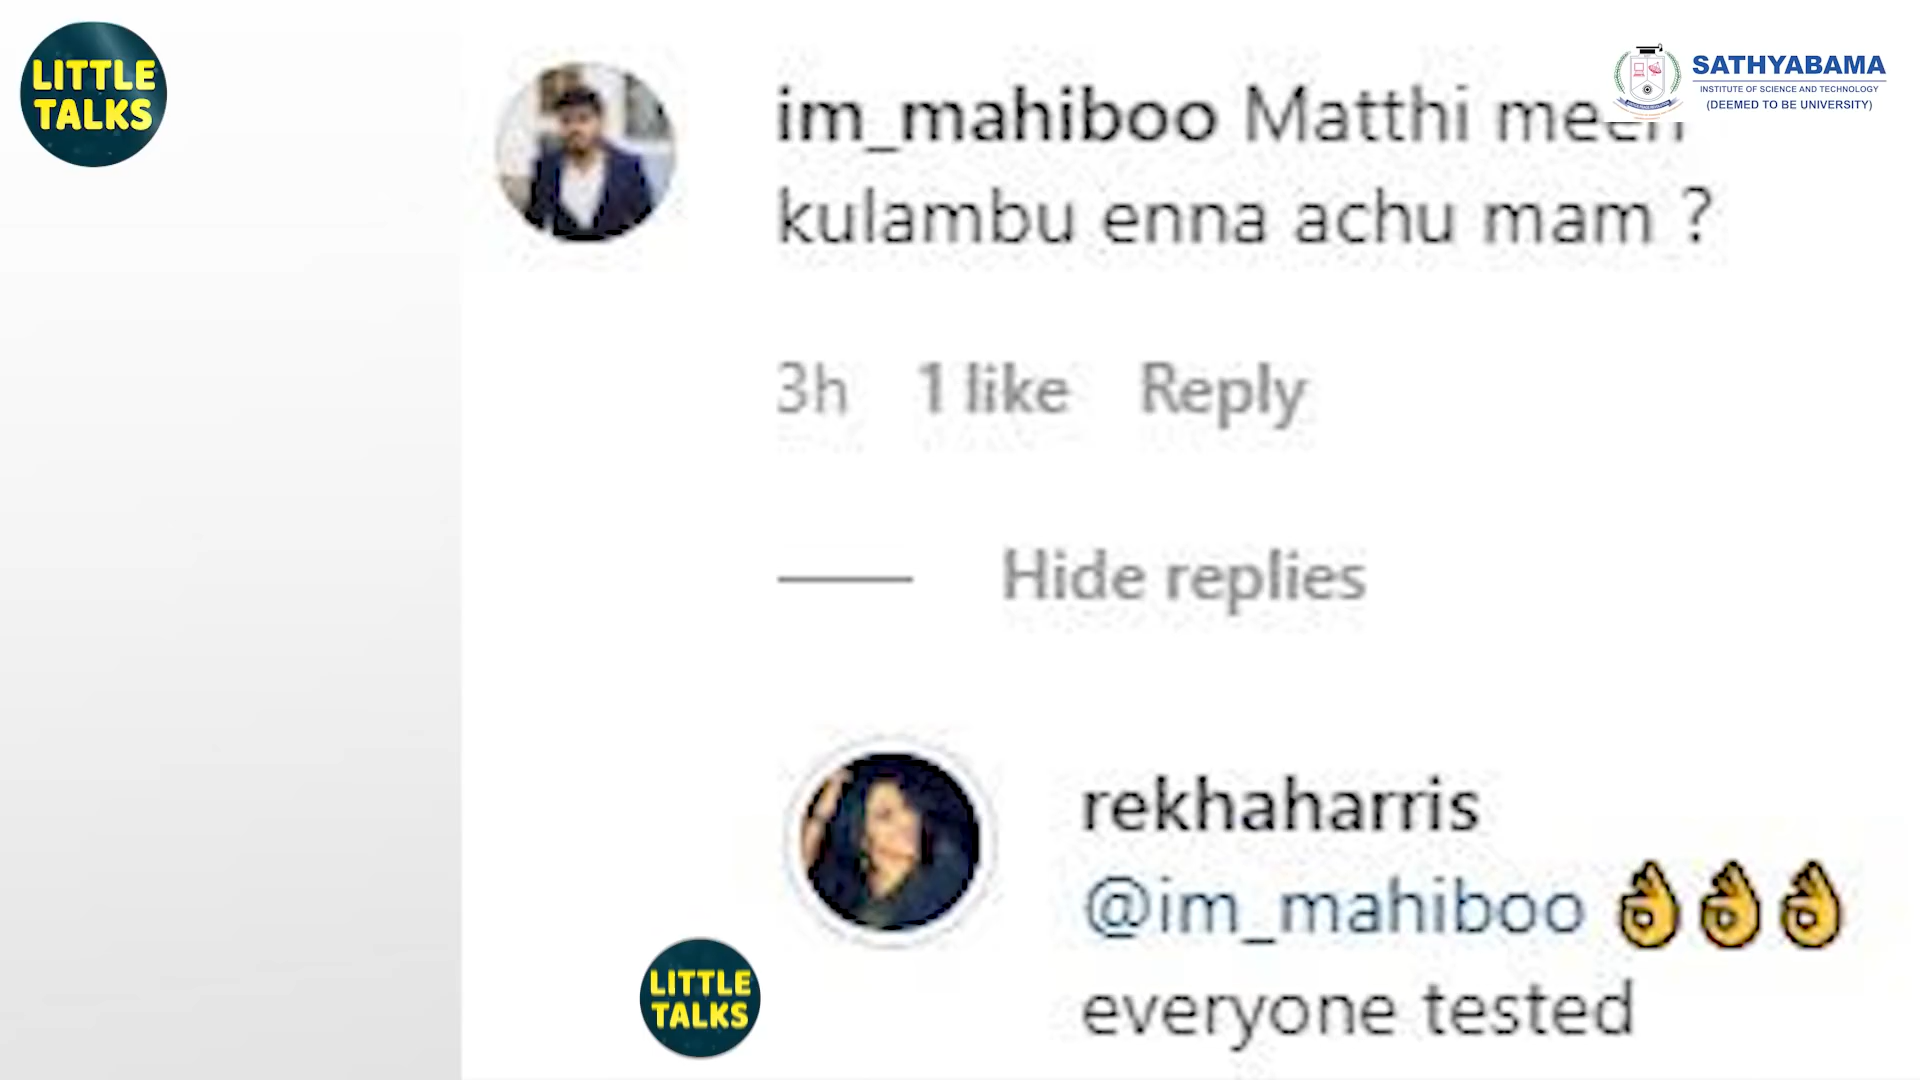 LITTLE
TALKS
SATHYABAMA
INSTITUTE OF SCIENCE AND TECHNOLOGY
(DEEMED TO BE UNIVERSITY)
im_mahiboo Matthi meen
kulambu enna achu mam ?
3h 1 like Reply
Hide replies
rekhaharris
@im_mahiboo 👌👌👌
everyone tested
LITTLE
TALKS